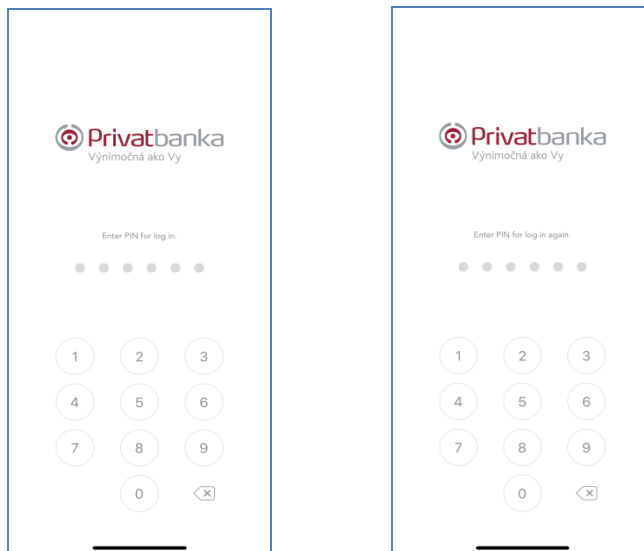 Privatbanka
Výnimočná ako Vy
Enter PIN for log in.
1 2 3
4 5 6
7 8 9
0
Privatbanka
Výnimočná ako Vy
Enter PIN for log in again.
1 2 3
4 5 6
7 8 9
0